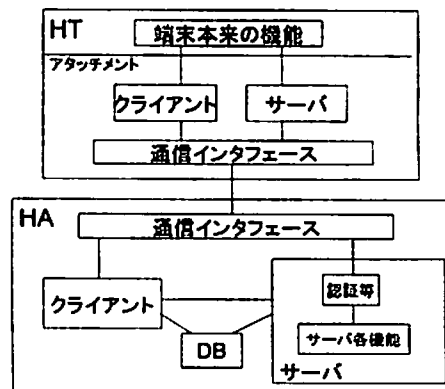 HT
端末本来の機能
アタッチメント
クライアント
サーバ
通信インタフェース
HA
通信インタフェース
クライアント
認証等
DB
サーバ各機能
サーバ